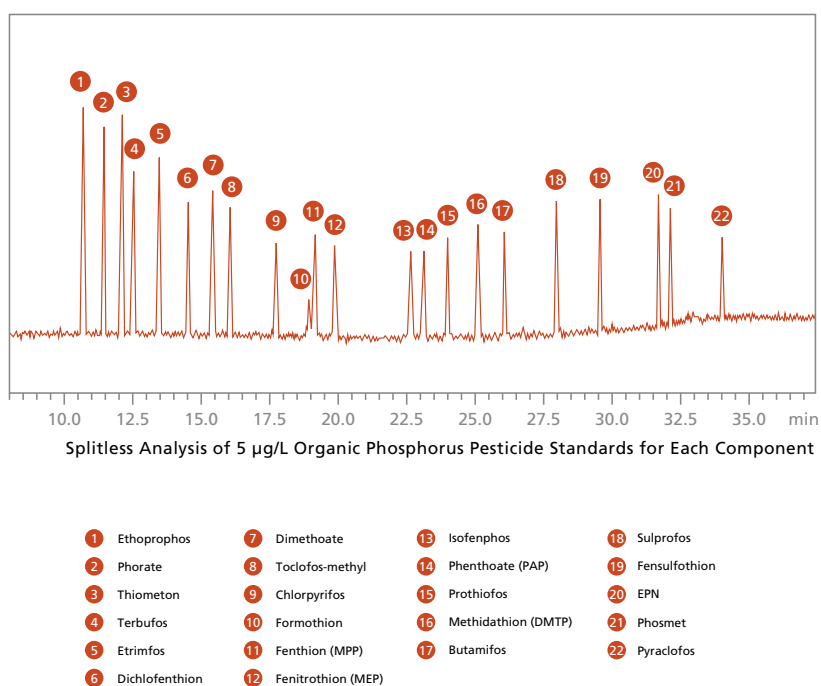 1
2
3
4
5
6
7
8
9
10
11
12
13
14
15
16
17
18
19
20
21
22
10.0 12.5 15.0 17.5 20.0 22.5 25.0 27.5 30.0 32.5 35.0 min
Splitless Analysis of 5 µg/L Organic Phosphorus Pesticide Standards for Each Component
1 Ethoprophos
2 Phorate
3 Thiometon
4 Terbufos
5 Etrimfos
6 Dichlofenthion
7 Dimethoate
8 Toclofos-methyl
9 Chlorpyrifos
10 Formothion
11 Fenthion (MPP)
12 Fenitrothion (MEP)
13 Isofenphos
14 Phenthoate (PAP)
15 Prothiofos
16 Methidathion (DMTP)
17 Butamifos
18 Sulprofos
19 Fensulfothion
20 EPN
21 Phosmet
22 Pyraclofos